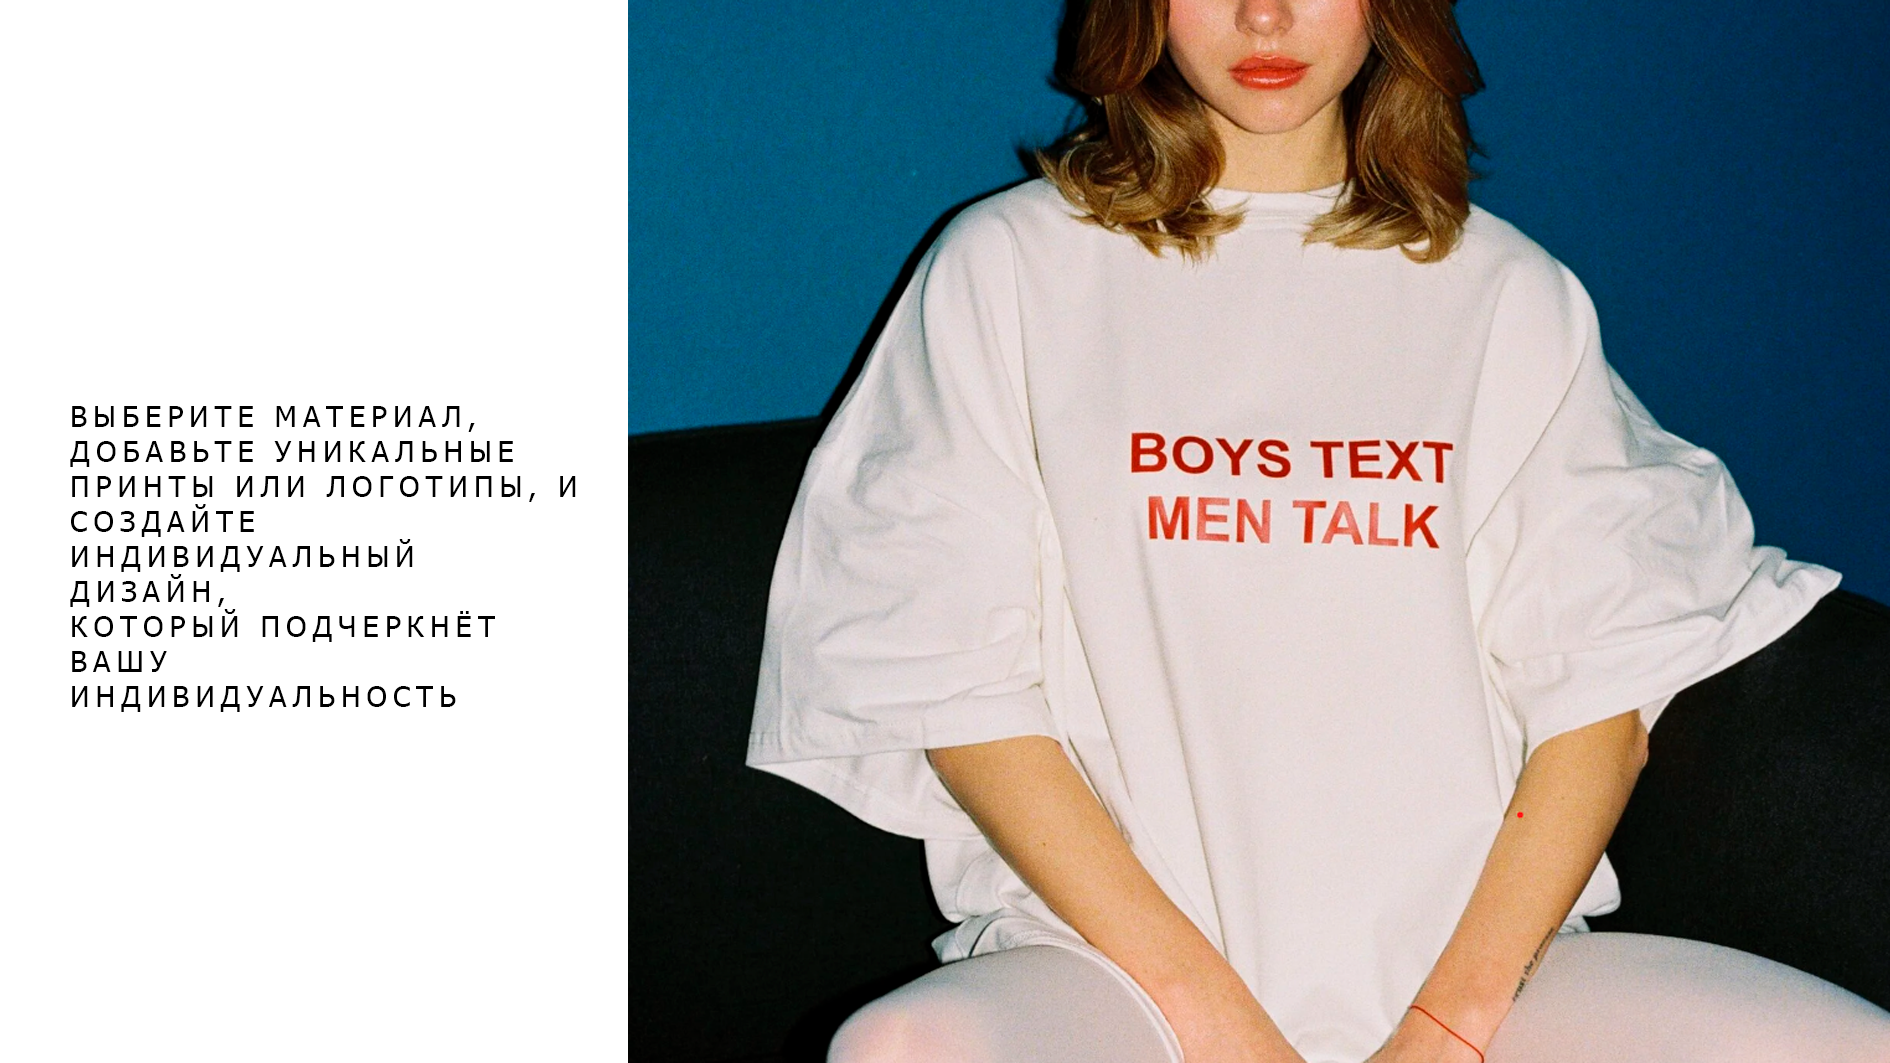 ВЫБЕРИТЕ МАТЕРИАЛ,
ДОБАВЬТЕ УНИКАЛЬНЫЕ
ПРИНТЫ ИЛИ ЛОГОТИПЫ, И
СОЗДАЙТЕ
ИНДИВИДУАЛЬНЫЙ
ДИЗАЙН,
КОТОРЫЙ ПОДЧЕРКНЁТ
ВАШУ
ИНДИВИДУАЛЬНОСТЬ
BOYS TEXT
MEN TALK